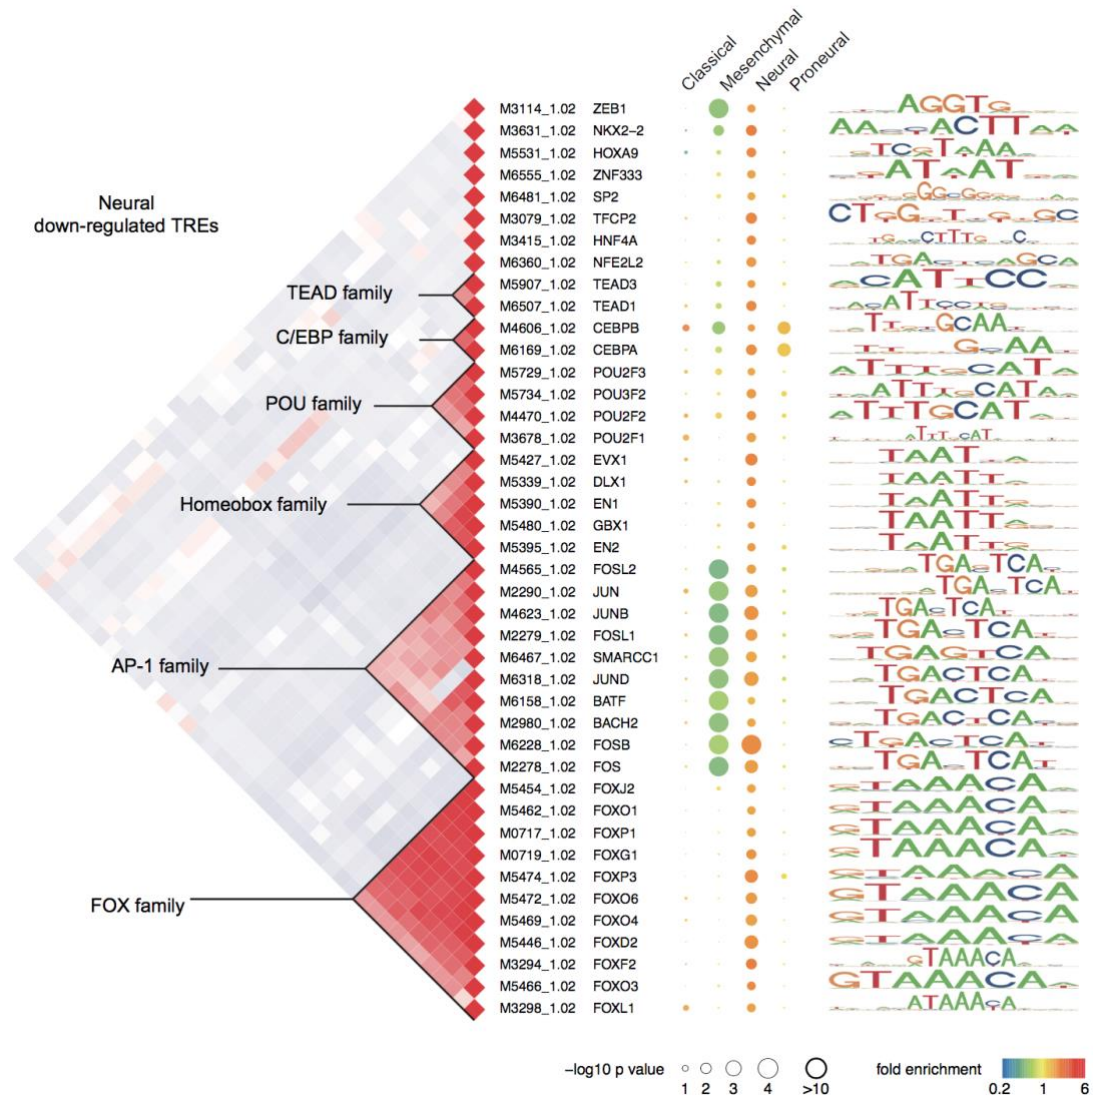 Classical
Mesenchymal
Neural
Proneural
Neural
down-regulated TREs
M3114_1.02 ZEB1
M3631_1.02 NKX2-2
M5531_1.02 HOXA9
M6555_1.02 ZNF333
M6481_1.02 SP2
M3079_1.02 TFCP2
M3415_1.02 HNF4A
M6360_1.02 NFE2L2
TEAD family
M5907_1.02 TEAD3
M6507_1.02 TEAD1
C/EBP family
M4606_1.02 CEBPB
M6169_1.02 CEBPA
POU family
M5729_1.02 POU2F3
M5734_1.02 POU3F2
M4470_1.02 POU2F2
M3678_1.02 POU2F1
Homeobox family
M5427_1.02 EVX1
M5339_1.02 DLX1
M5390_1.02 EN1
M5480_1.02 GBX1
M5395_1.02 EN2
AP-1 family
M4565_1.02 FOSL2
M2290_1.02 JUN
M4623_1.02 JUNB
M2279_1.02 FOSL1
M6467_1.02 SMARCC1
M6318_1.02 JUND
M6158_1.02 BATF
M2980_1.02 BACH2
M6228_1.02 FOSB
M2278_1.02 FOS
FOX family
M5454_1.02 FOXJ2
M5462_1.02 FOXO1
M0717_1.02 FOXP1
M0719_1.02 FOXG1
M5474_1.02 FOXP3
M5472_1.02 FOXO6
M5469_1.02 FOXO4
M5446_1.02 FOXD2
M3294_1.02 FOXF2
M5466_1.02 FOXO3
M3298_1.02 FOXL1
−log10 p value
1 2 3 4 >10
fold enrichment
0.2 1 6